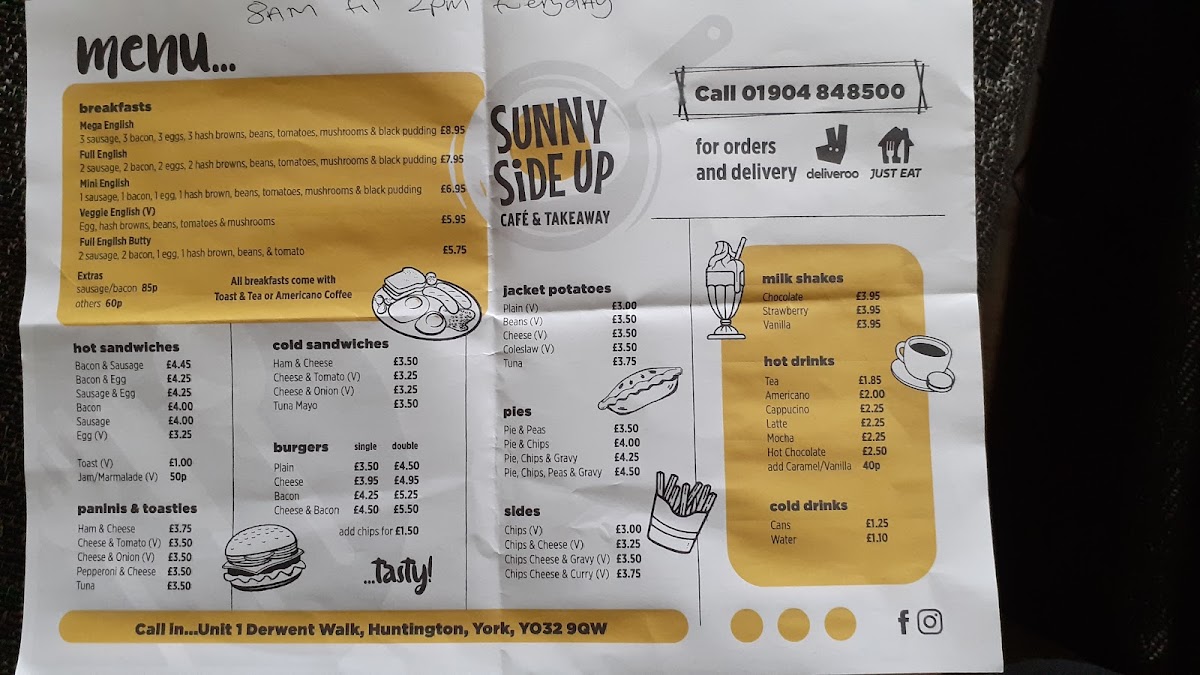 8AM til 2pm Everyday
menu...
breakfasts
Mega English
3 sausage, 3 bacon, 3 eggs, 3 hash browns, beans, tomatoes, mushrooms & black pudding £8.95
Full English
2 sausage, 2 bacon, 2 eggs, 2 hash browns, beans, tomatoes, mushrooms & black pudding £7.95
Mini English
1 sausage, 1 bacon, 1 egg, 1 hash brown, beans, tomatoes, mushrooms & black pudding £6.95
Veggie English (V)
Egg, hash browns, beans, tomatoes & mushrooms £5.95
Full English Butty
2 sausage, 2 bacon, 1 egg, 1 hash brown, beans, & tomato £5.75
Extras
sausage/bacon 85p
others 60p
All breakfasts come with
Toast & Tea or Americano Coffee
SUNNY
SiDE UP
CAFÉ & TAKEAWAY
Call 01904 848500
for orders
and delivery
deliveroo
JUST EAT
hot sandwiches
Bacon & Sausage £4.45
Bacon & Egg £4.25
Sausage & Egg £4.25
Bacon £4.00
Sausage £4.00
Egg (V) £3.25
Toast (V) £1.00
Jam/Marmalade (V) 50p
paninis & toasties
Ham & Cheese £3.75
Cheese & Tomato (V) £3.50
Cheese & Onion (V) £3.50
Pepperoni & Cheese £3.50
Tuna £3.50
cold sandwiches
Ham & Cheese £3.50
Cheese & Tomato (V) £3.25
Cheese & Onion (V) £3.25
Tuna Mayo £3.50
burgers single double
Plain £3.50 £4.50
Cheese £3.95 £4.95
Bacon £4.25 £5.25
Cheese & Bacon £4.50 £5.50
add chips for £1.50
...tasty!
jacket potatoes
Plain (V) £3.00
Beans (V) £3.50
Cheese (V) £3.50
Coleslaw (V) £3.50
Tuna £3.75
pies
Pie & Peas £3.50
Pie & Chips £4.00
Pie, Chips & Gravy £4.25
Pie, Chips, Peas & Gravy £4.50
sides
Chips (V) £3.00
Chips & Cheese (V) £3.25
Chips Cheese & Gravy (V) £3.50
Chips Cheese & Curry (V) £3.75
milk shakes
Chocolate £3.95
Strawberry £3.95
Vanilla £3.95
hot drinks
Tea £1.85
Americano £2.00
Cappucino £2.25
Latte £2.25
Mocha £2.25
Hot Chocolate £2.50
add Caramel/Vanilla 40p
cold drinks
Cans £1.25
Water £1.10
Call in...Unit 1 Derwent Walk, Huntington, York, YO32 9QW